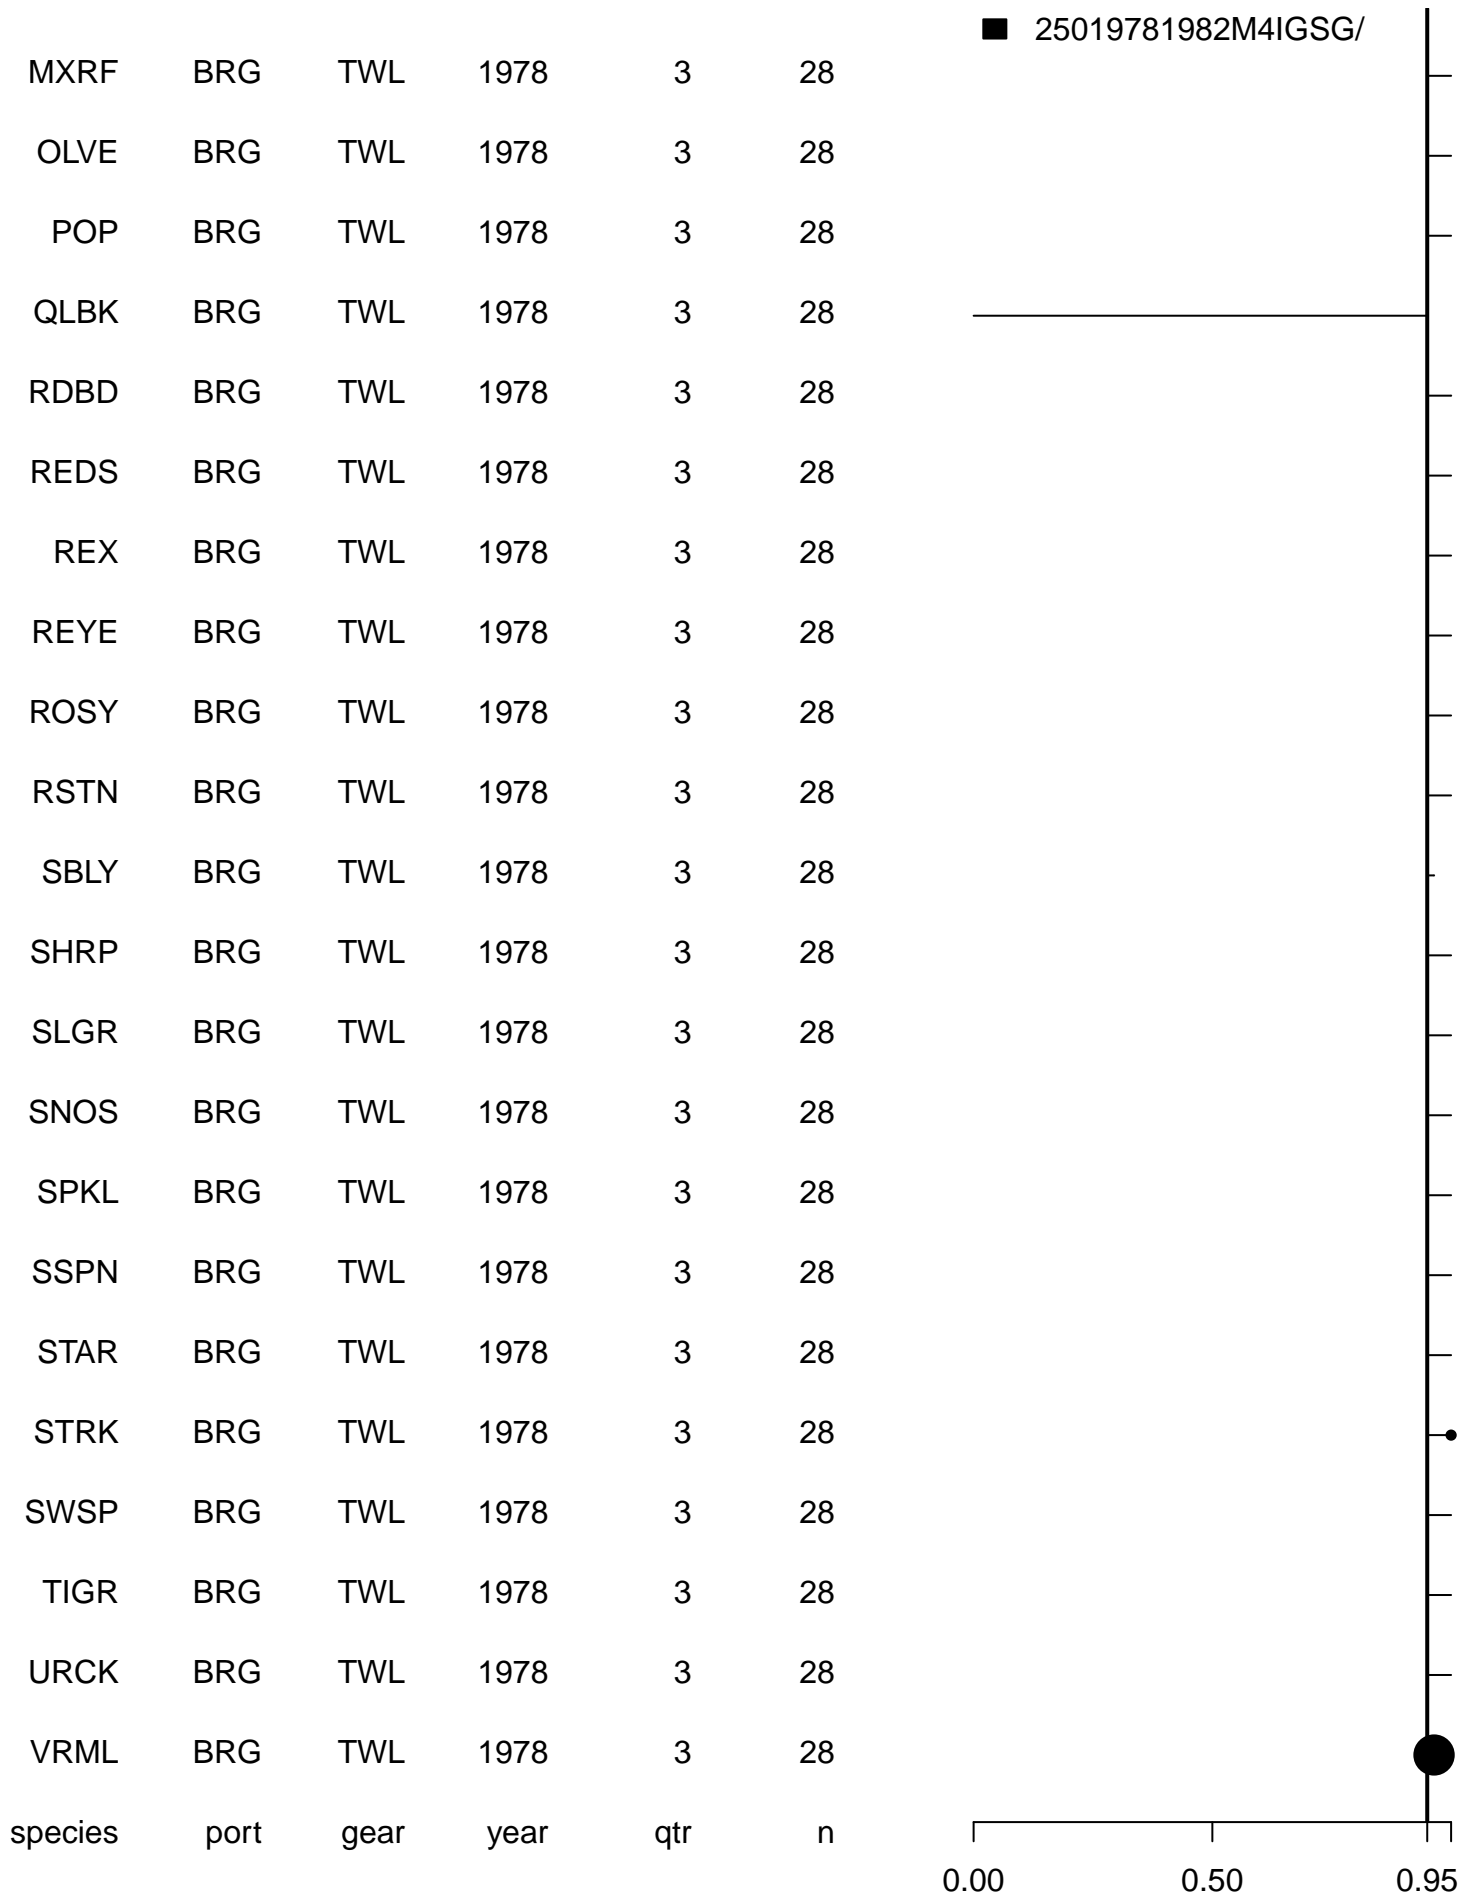 25019781982M4IGSG/
MXRF BRG TWL 1978 3 28
OLVE BRG TWL 1978 3 28
POP BRG TWL 1978 3 28
QLBK BRG TWL 1978 3 28
RDBD BRG TWL 1978 3 28
REDS BRG TWL 1978 3 28
REX BRG TWL 1978 3 28
REYE BRG TWL 1978 3 28
ROSY BRG TWL 1978 3 28
RSTN BRG TWL 1978 3 28
SBLY BRG TWL 1978 3 28
SHRP BRG TWL 1978 3 28
SLGR BRG TWL 1978 3 28
SNOS BRG TWL 1978 3 28
SPKL BRG TWL 1978 3 28
SSPN BRG TWL 1978 3 28
STAR BRG TWL 1978 3 28
STRK BRG TWL 1978 3 28
SWSP BRG TWL 1978 3 28
TIGR BRG TWL 1978 3 28
URCK BRG TWL 1978 3 28
VRML BRG TWL 1978 3 28
species port gear year qtr n
0.00 0.50 0.95